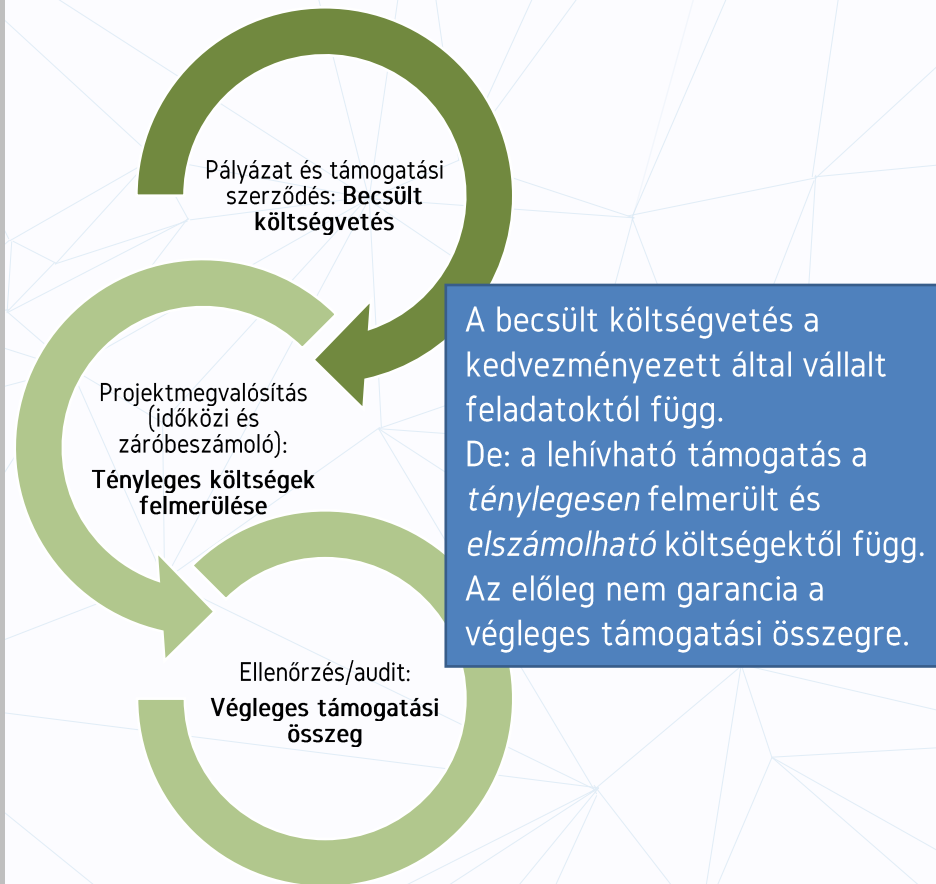 Pályázat és támogatási
szerződés: Becsült
költségvetés
Projektmegvalósítás
(időközi és
záróbeszámoló):
Tényleges költségek
felmerülése
Ellenőrzés/audit:
Végleges támogatási
összeg
A becsült költségvetés a
kedvezményezett által vállalt
feladatoktól függ.
De: a lehívható támogatás a
ténylegesen felmerült és
elszámolható költségektől függ.
Az előleg nem garancia a
végleges támogatási összegre.